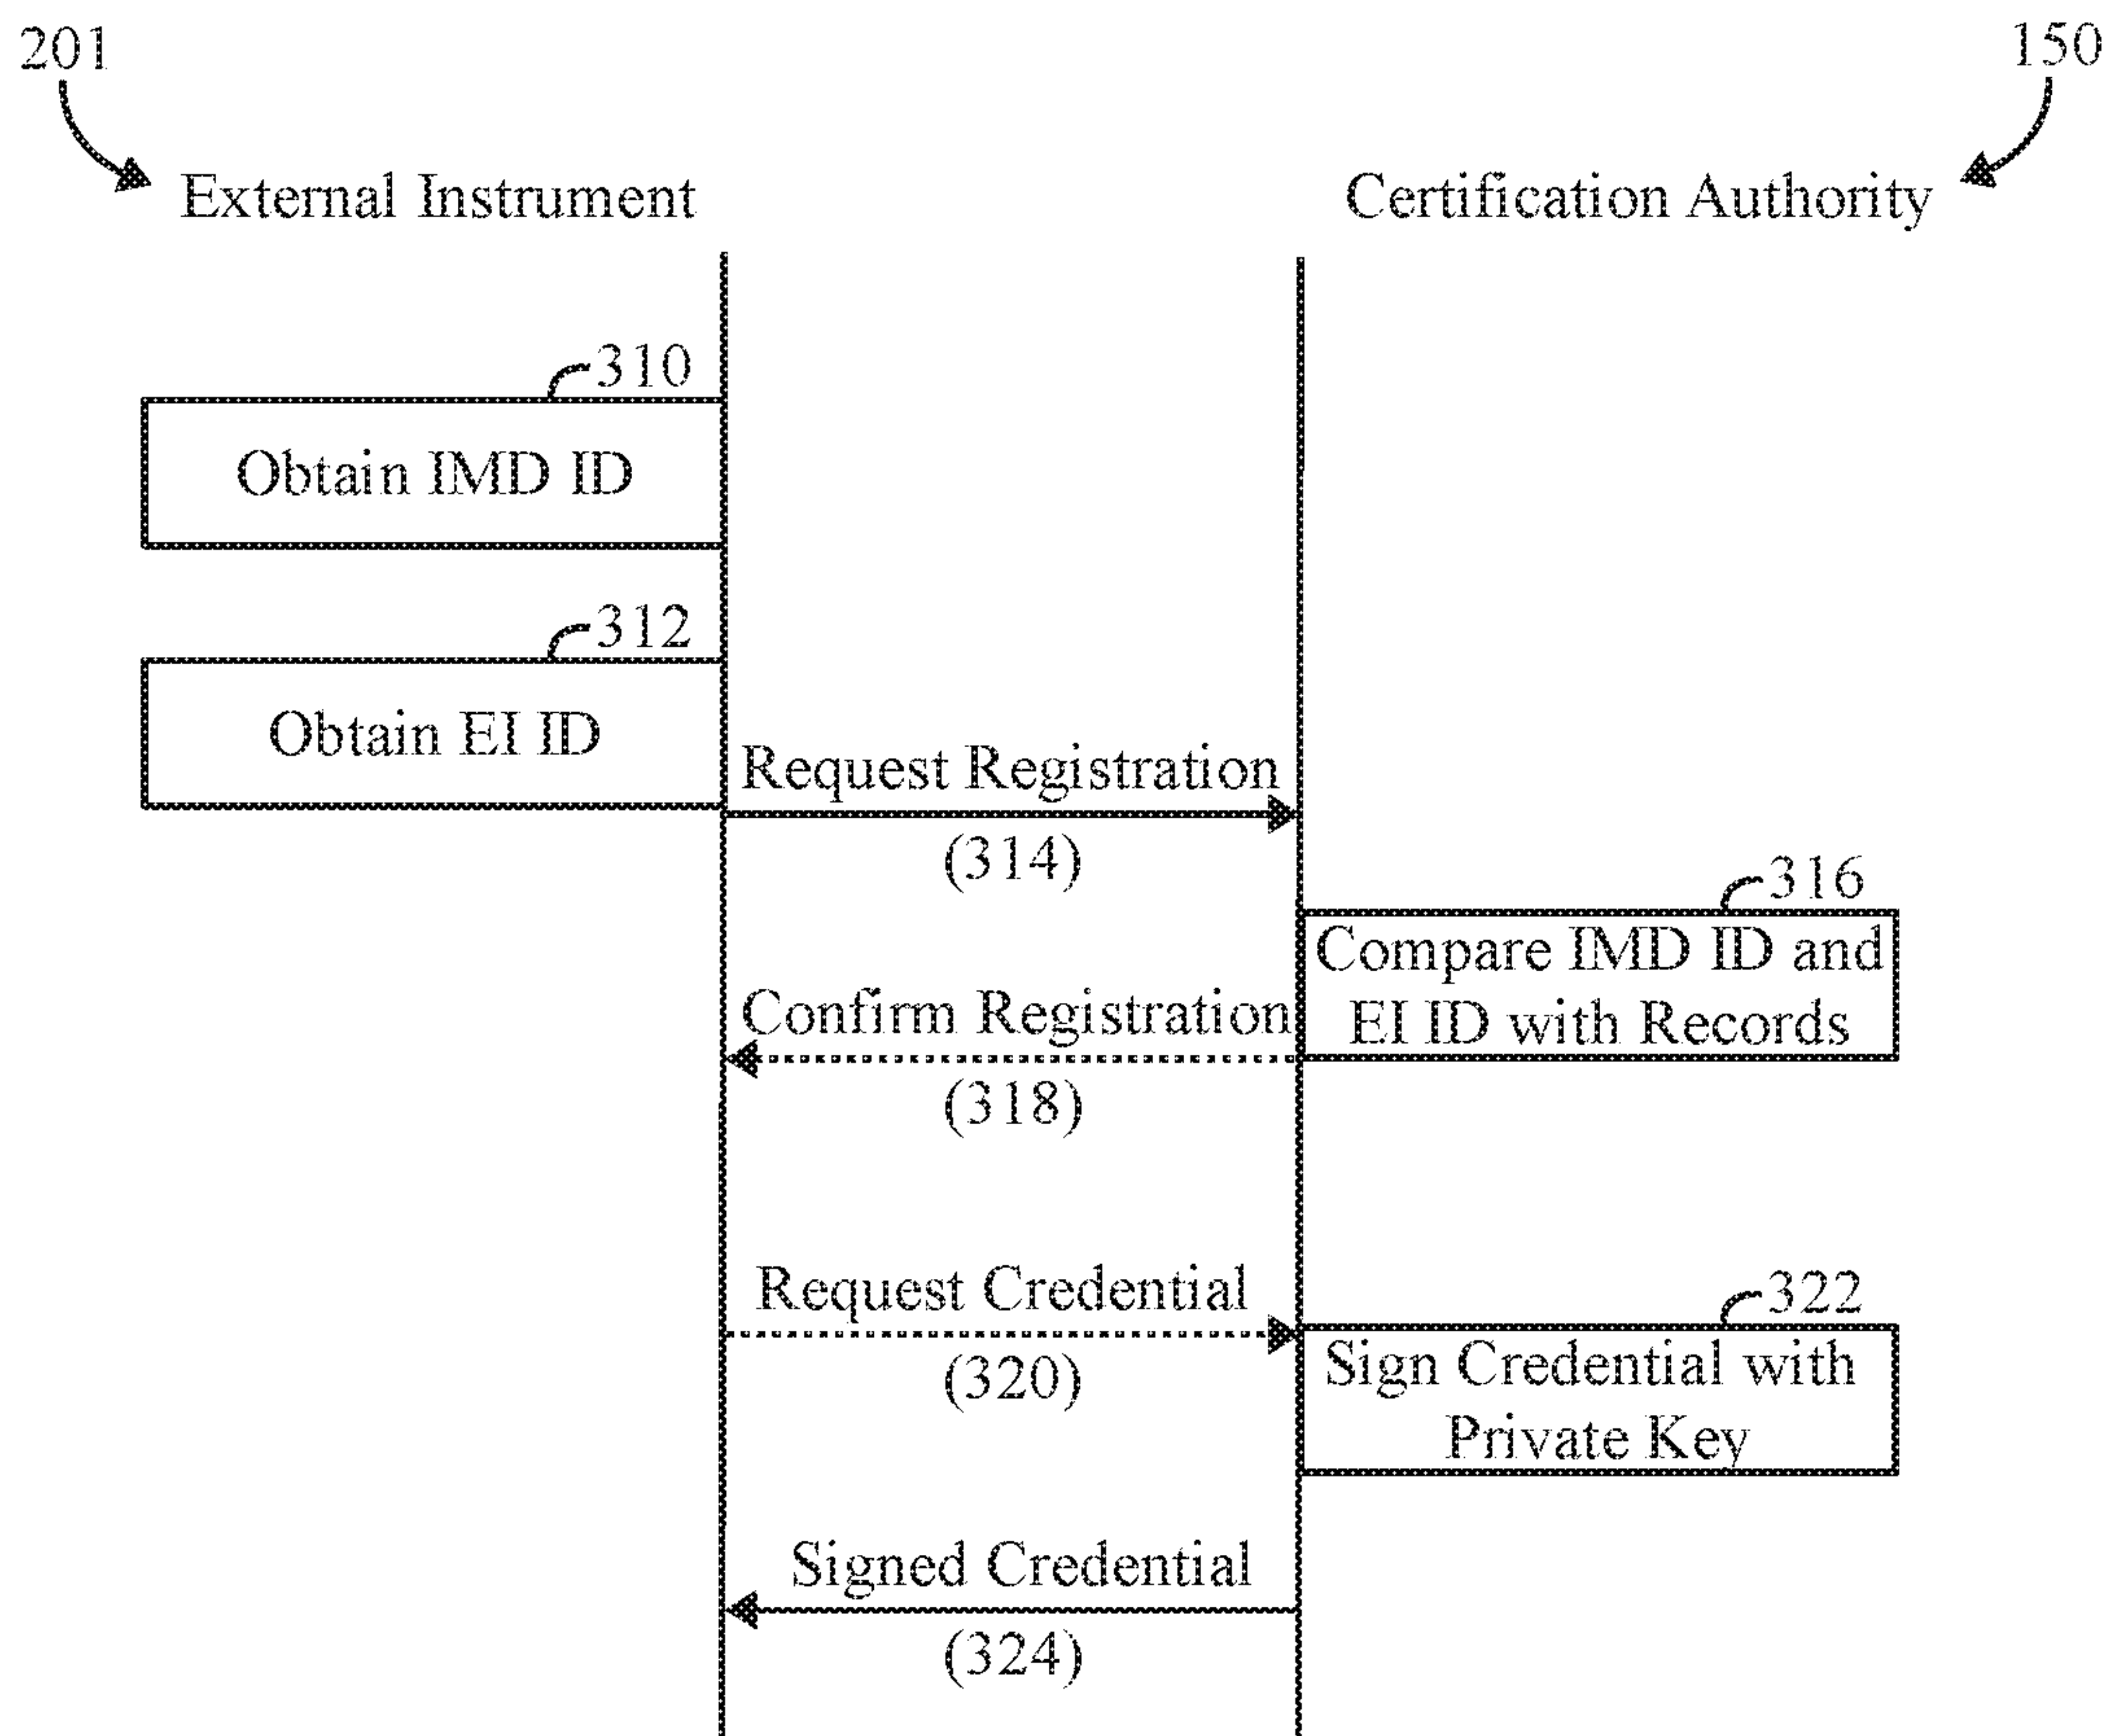 201
150
External Instrument
Certification Authority
310
Obtain IMD ID
312
Obtain EI ID
Request Registration
(314)
316
Compare IMD ID and
EI ID with Records
Confirm Registration
(318)
Request Credential
(320)
322
Sign Credential with
Private Key
Signed Credential
(324)